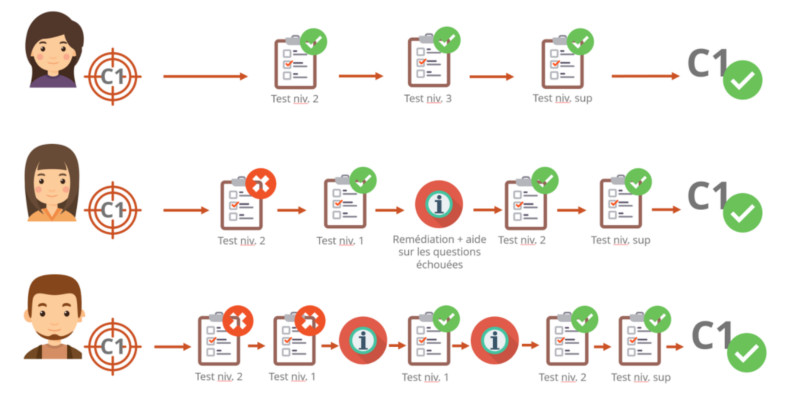 C1
Test niv. 2
Test niv. 3
Test niv. sup
C1
C1
Test niv. 2
Test niv. 1
Remédiation + aide
sur les questions
échouées
Test niv. 2
Test niv. sup
C1
C1
Test niv. 2
Test niv. 1
Test niv. 1
Test niv. 2
Test niv. sup
C1